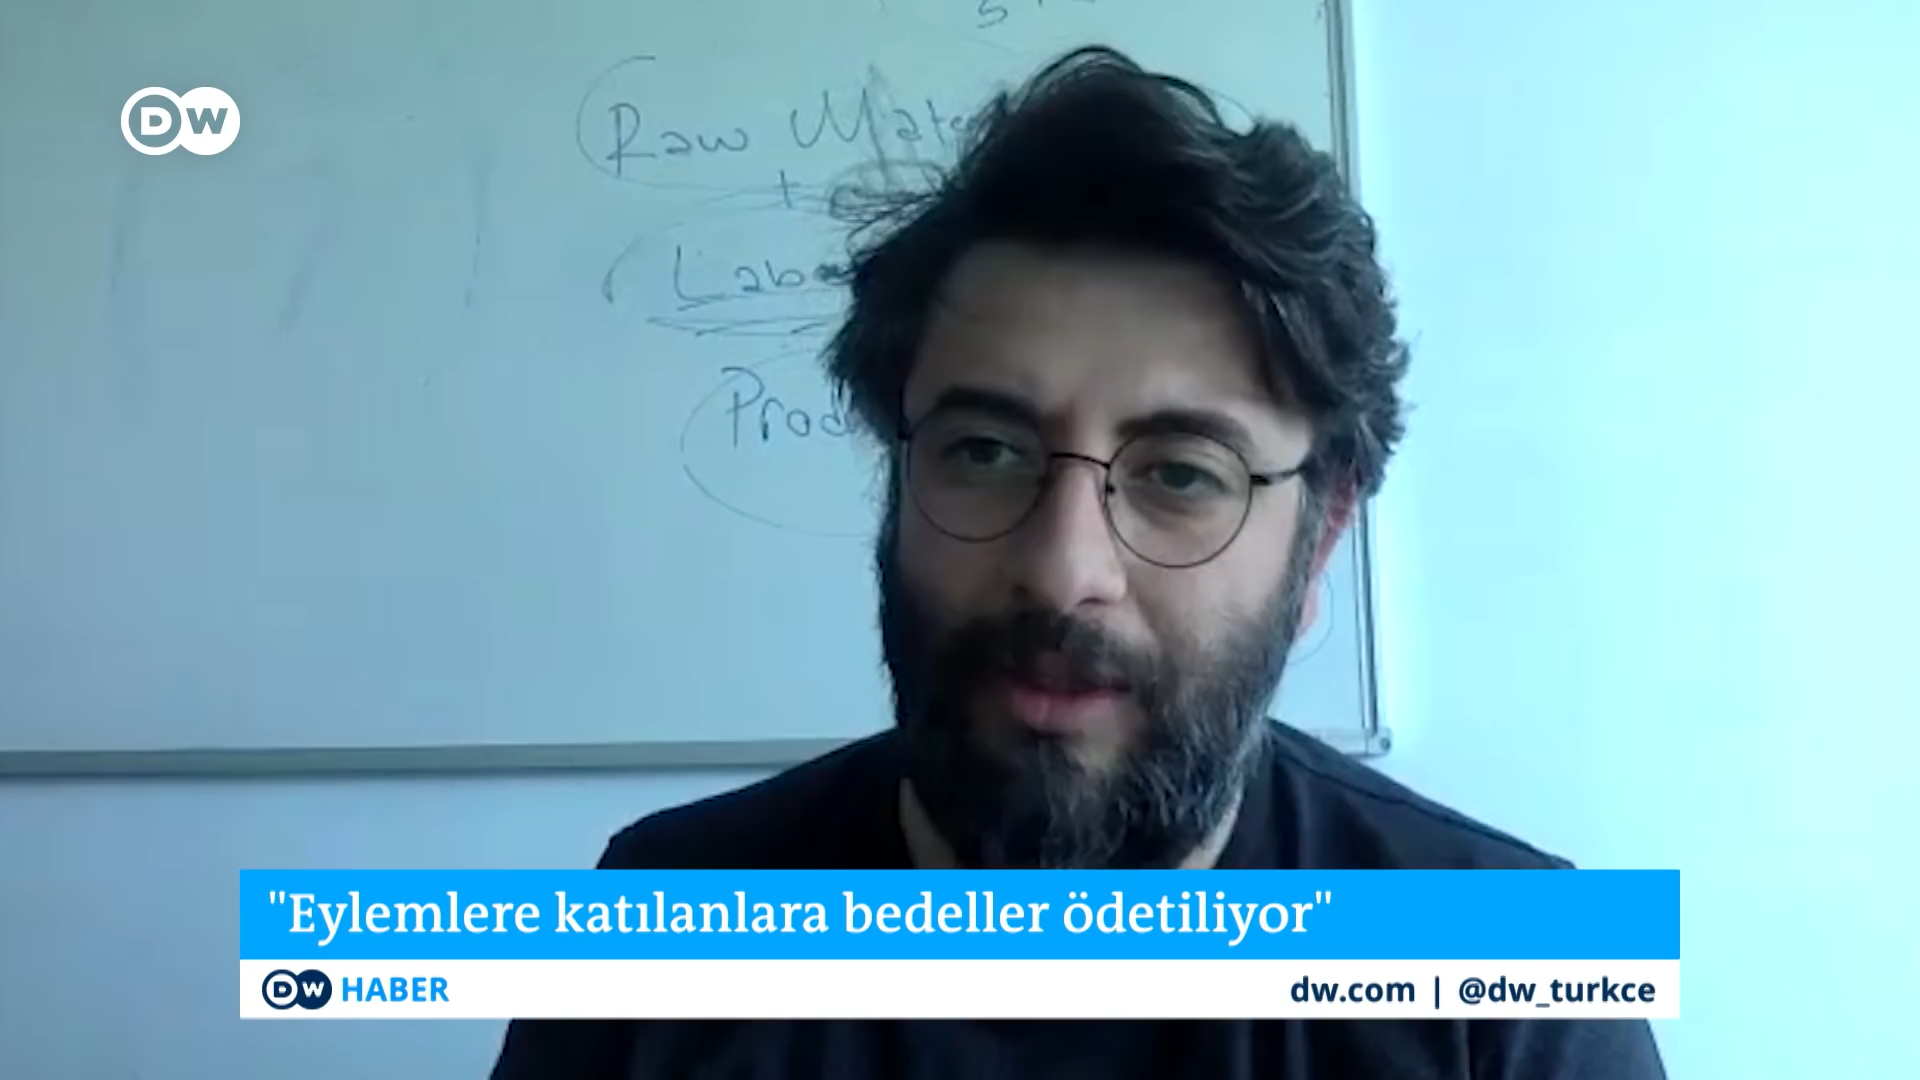 DW
Raw
+
Prod
"Eylemlere katılanlara bedeller ödetiliyor"
DW HABER
dw.com | @dw_turkce